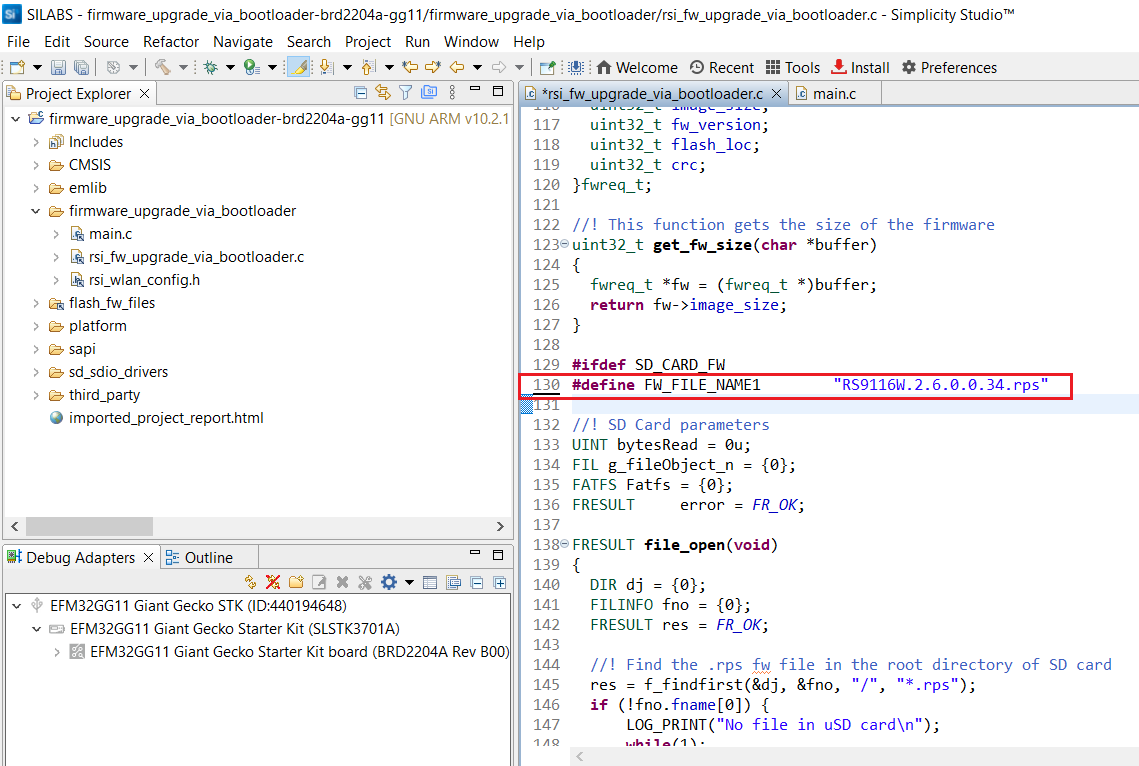 SILABS - firmware_upgrade_via_bootloader-brd2204a-gg11/firmware_upgrade_via_bootloader/rsi_fw_upgrade_via_bootloader.c - Simplicity Studio™
File Edit Source Refactor Navigate Search Project Run Window Help
Welcome Recent Tools Install Preferences
Project Explorer
firmware_upgrade_via_bootloader-brd2204a-gg11 [GNU ARM v10.2.1
Includes
CMSIS
emlib
firmware_upgrade_via_bootloader
main.c
rsi_fw_upgrade_via_bootloader.c
rsi_wlan_config.h
flash_fw_files
platform
sapi
sd_sdio_drivers
third_party
imported_project_report.html
Debug Adapters Outline
EFM32GG11 Giant Gecko STK (ID:440194648)
EFM32GG11 Giant Gecko Starter Kit (SLSTK3701A)
EFM32GG11 Giant Gecko Starter Kit board (BRD2204A Rev B00)
*rsi_fw_upgrade_via_bootloader.c main.c
116 uint32_t image_size;
117 uint32_t fw_version;
118 uint32_t flash_loc;
119 uint32_t crc;
120 }fwreq_t;
121
122 //! This function gets the size of the firmware
123 uint32_t get_fw_size(char *buffer)
124 {
125 fwreq_t *fw = (fwreq_t *)buffer;
126 return fw->image_size;
127 }
128
129 #ifdef SD_CARD_FW
130 #define FW_FILE_NAME1 "RS9116W.2.6.0.0.34.rps"
131
132 //! SD Card parameters
133 UINT bytesRead = 0u;
134 FIL g_fileObject_n = {0};
135 FATFS Fatfs = {0};
136 FRESULT error = FR_OK;
137
138 FRESULT file_open(void)
139 {
140 DIR dj = {0};
141 FILINFO fno = {0};
142 FRESULT res = FR_OK;
143
144 //! Find the .rps fw file in the root directory of SD card
145 res = f_findfirst(&dj, &fno, "/", "*.rps");
146 if (!fno.fname[0]) {
147 LOG_PRINT("No file in uSD card\n");
148 while(1);